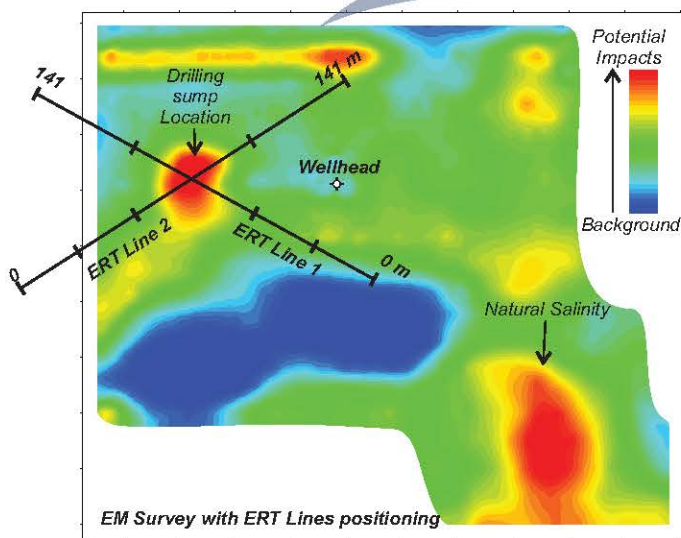 141
141 m
Drilling
sump
Location
Potential
Impacts
Wellhead
Background
0
ERT Line 2
ERT Line 1
0 m
Natural Salinity
EM Survey with ERT Lines positioning